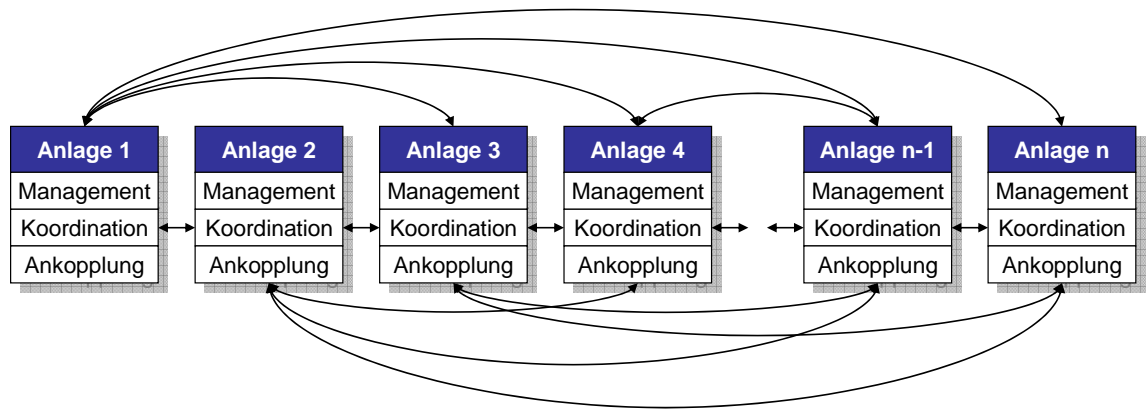 Anlage 1
Management
Koordination
Ankopplung
Anlage 2
Management
Koordination
Ankopplung
Anlage 3
Management
Koordination
Ankopplung
Anlage 4
Management
Koordination
Ankopplung
Anlage n-1
Management
Koordination
Ankopplung
Anlage n
Management
Koordination
Ankopplung